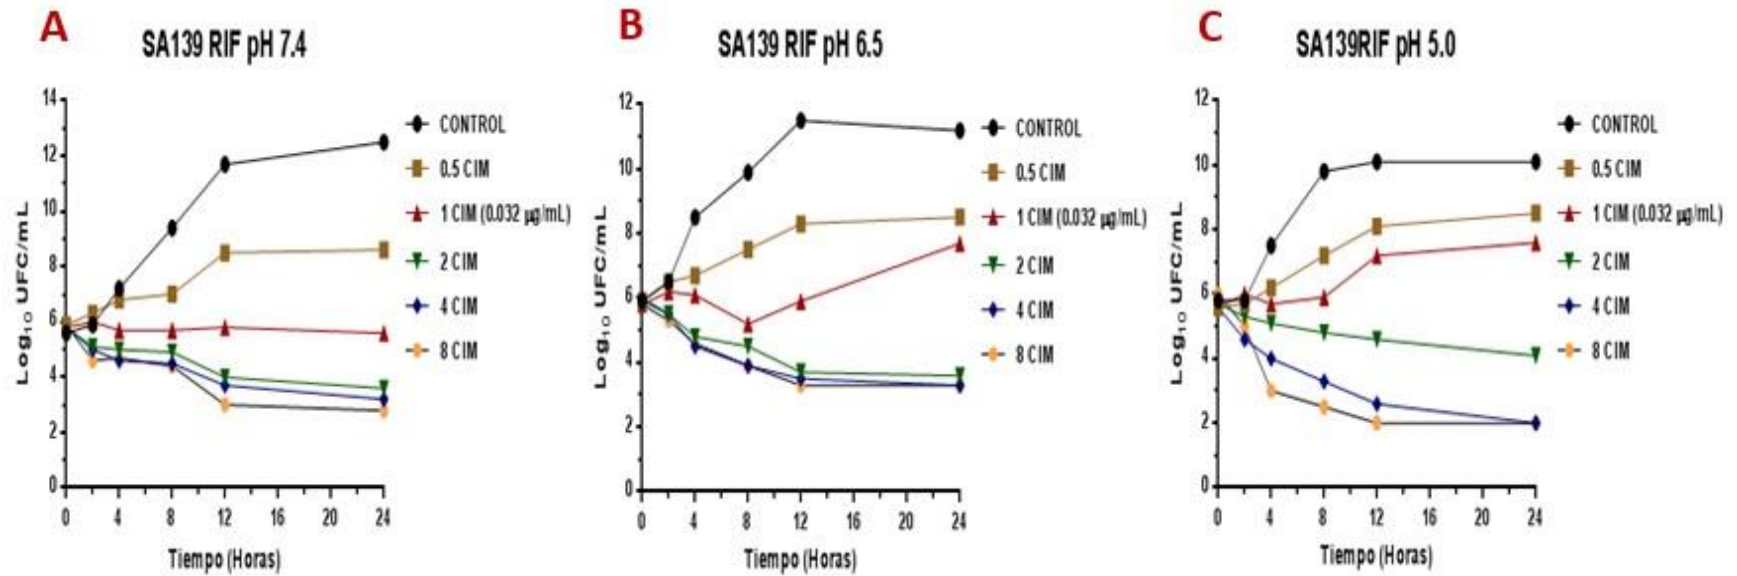 A
SA139 RIF pH 7.4
14
12
10
8
6
4
2
0
Log₁₀ UFC/mL
0 4 8 12 16 20 24
Tiempo (Horas)
CONTROL
0.5 CIM
1 CIM (0.032 µg/mL)
2 CIM
4 CIM
8 CIM
B
SA139 RIF pH 6.5
12
10
8
6
4
2
0
Log₁₀ UFC/mL
0 4 8 12 16 20 24
Tiempo (Horas)
CONTROL
0.5 CIM
1 CIM (0.032 µg/mL)
2 CIM
4 CIM
8 CIM
C
SA139RIF pH 5.0
12
10
8
6
4
2
0
Log₁₀ UFC/mL
0 4 8 12 16 20 24
Tiempo (Horas)
CONTROL
0.5 CIM
1 CIM (0.032 µg/mL)
2 CIM
4 CIM
8 CIM